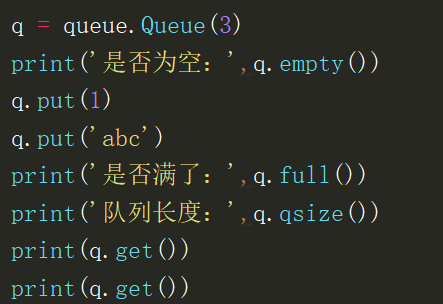 q = queue.Queue(3)
print('是否为空：',q.empty())
q.put(1)
q.put('abc')
print('是否满了：',q.full())
print('队列长度：',q.qsize())
print(q.get())
print(q.get())